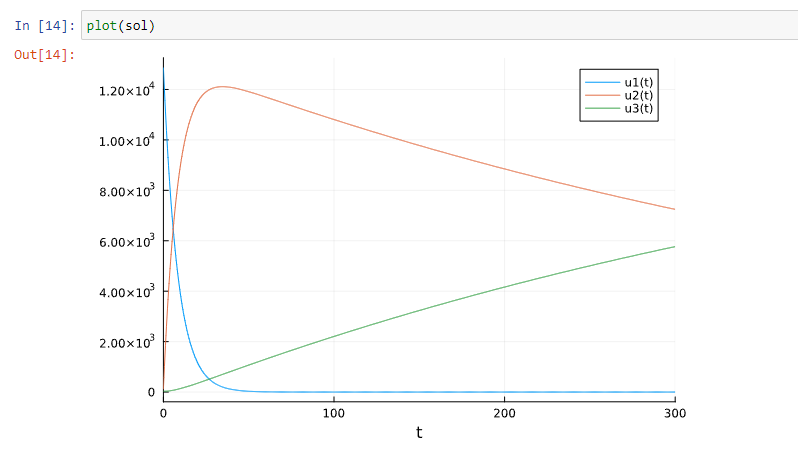 In [14]: plot(sol)
Out[14]:
1.20×10⁴
1.00×10⁴
8.00×10³
6.00×10³
4.00×10³
2.00×10³
0
0 100 200 300
t
u1(t)
u2(t)
u3(t)